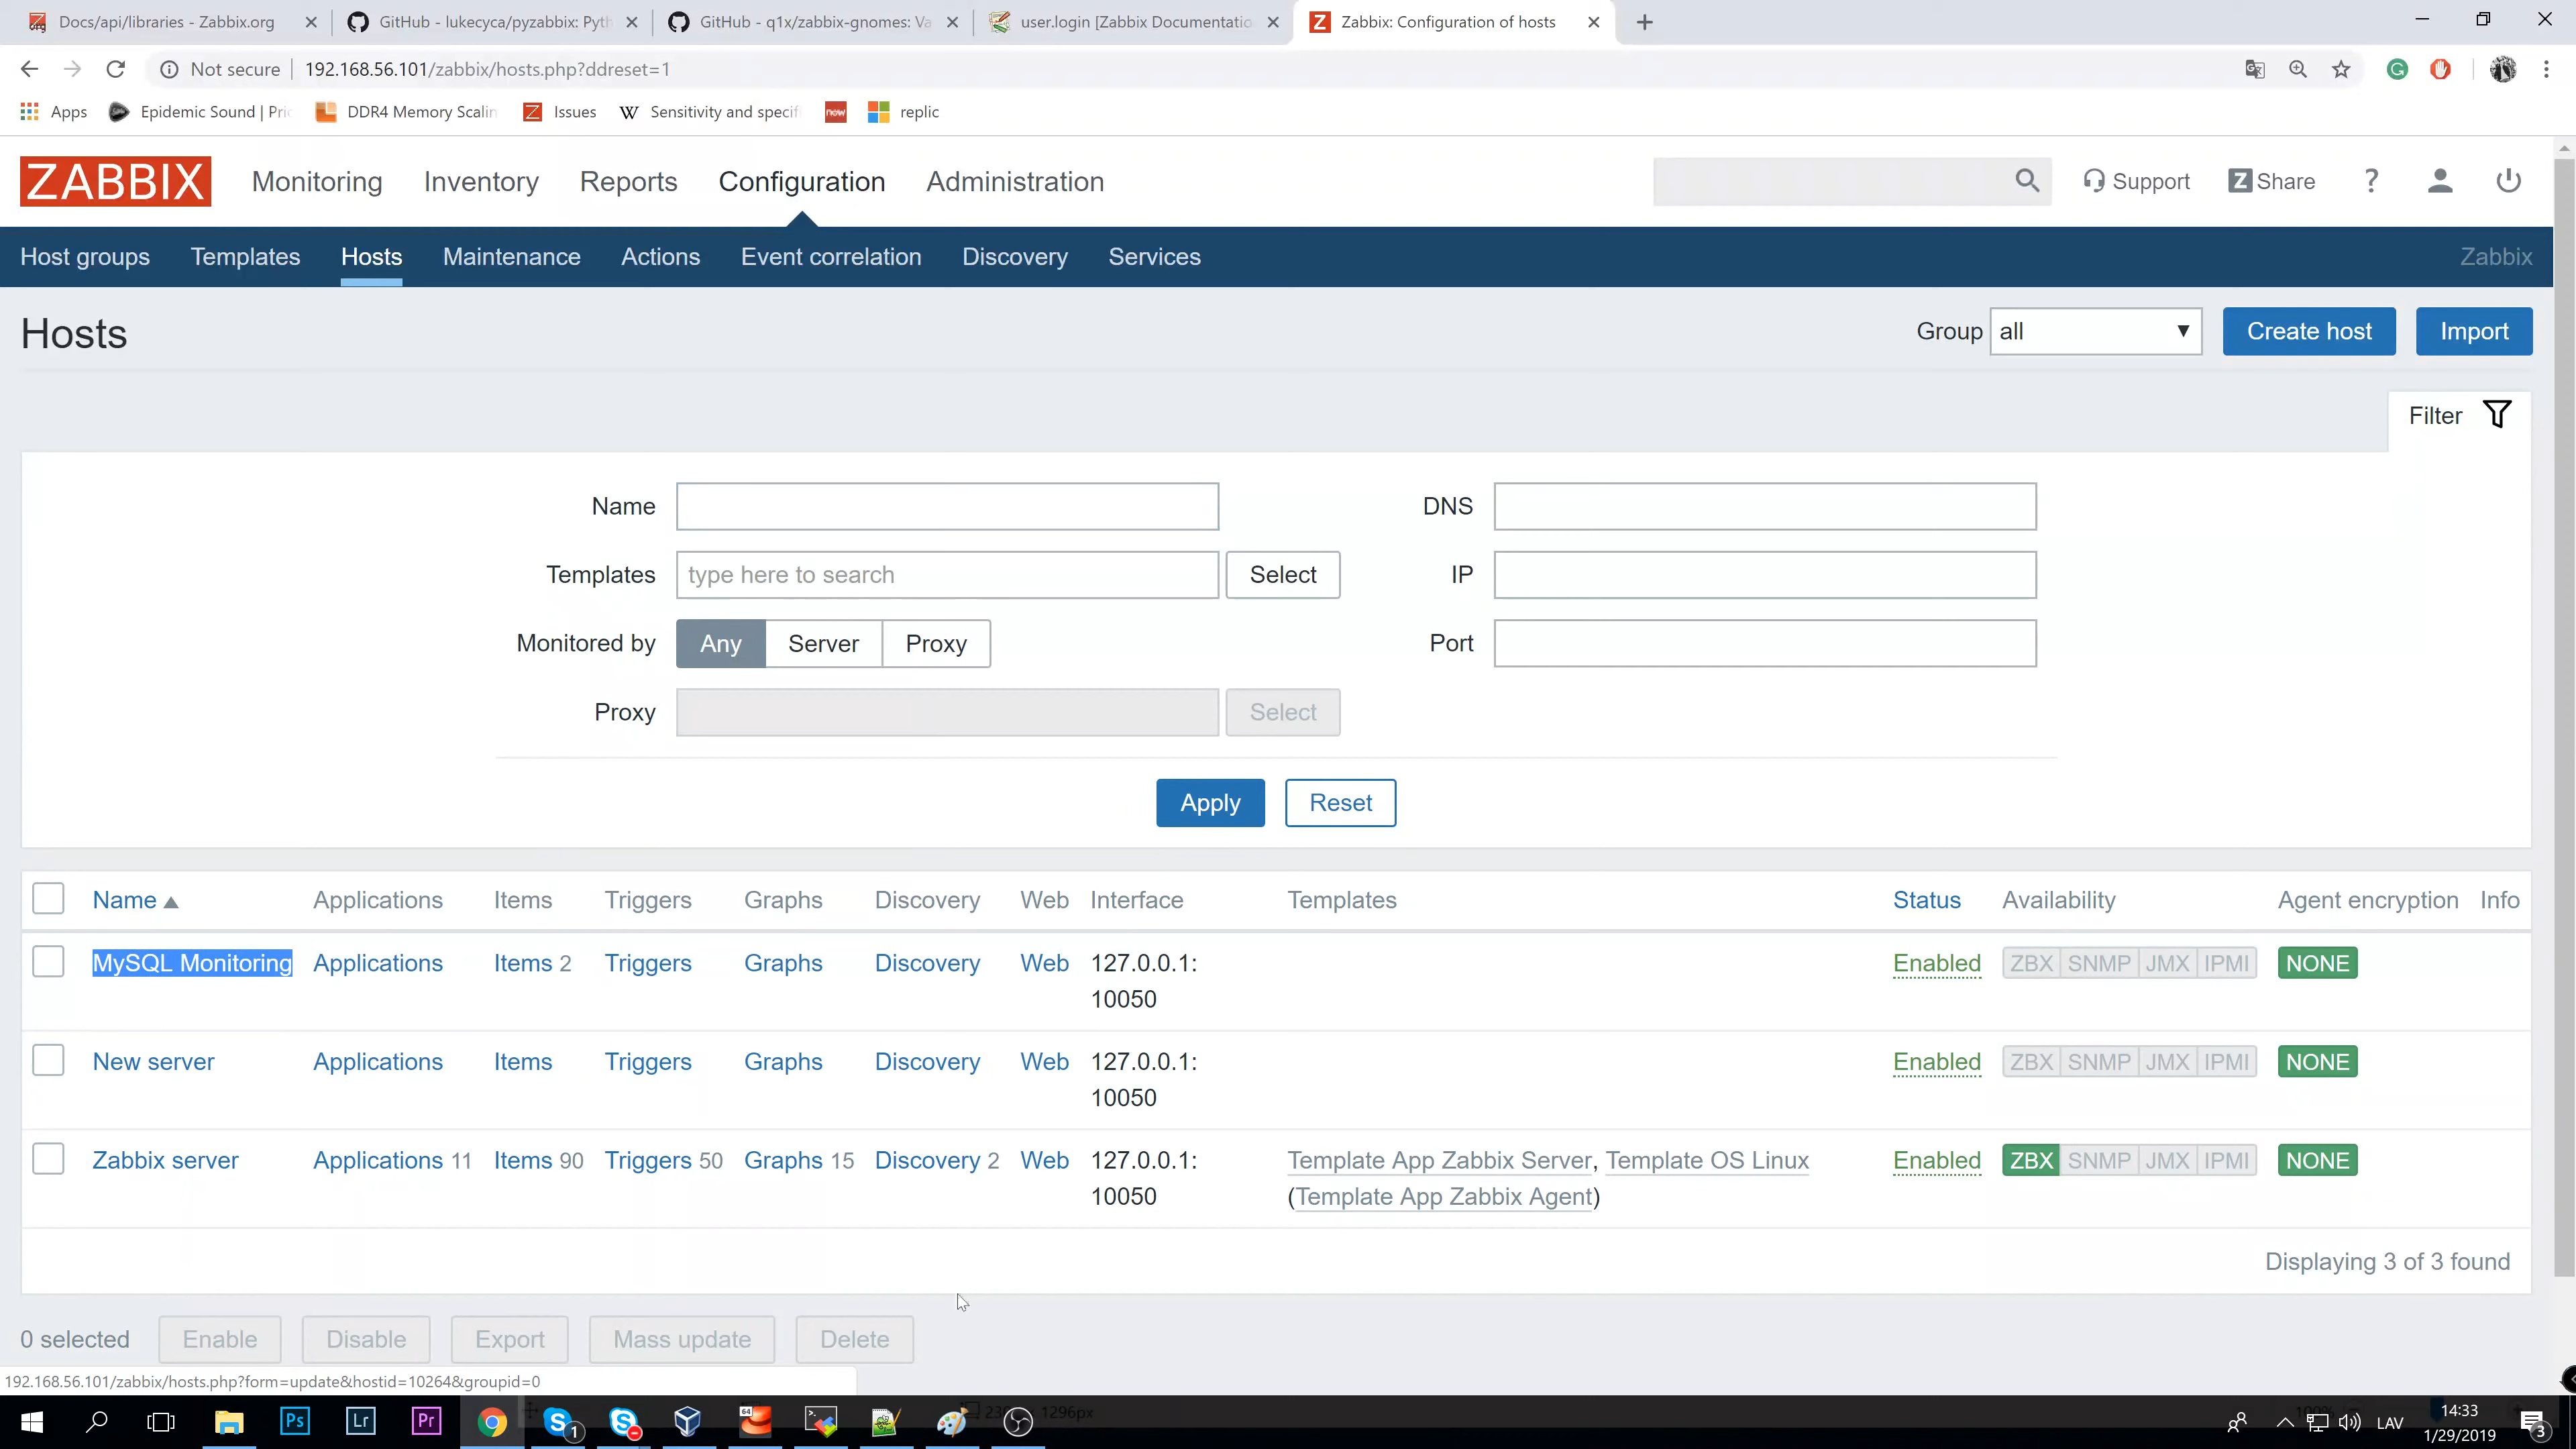 Docs/api/libraries - Zabbix.org
GitHub - lukecyca/pyzabbix: Pyth
GitHub - q1x/zabbix-gnomes: Va
user.login [Zabbix Documentatio
Zabbix: Configuration of hosts
Not secure 192.168.56.101/zabbix/hosts.php?ddreset=1
Apps Epidemic Sound | Pric DDR4 Memory Scalin Issues Sensitivity and specifi now replic
ZABBIX Monitoring Inventory Reports Configuration Administration Support Z Share ?
Host groups Templates Hosts Maintenance Actions Event correlation Discovery Services Zabbix
Hosts Group all Create host Import
Filter
Name DNS
Templates type here to search Select IP
Monitored by Any Server Proxy Port
Proxy Select
Apply Reset
Name Applications Items Triggers Graphs Discovery Web Interface Templates Status Availability Agent encryption Info
MySQL Monitoring Applications Items 2 Triggers Graphs Discovery Web 127.0.0.1: Enabled ZBX SNMP JMX IPMI NONE
10050
New server Applications Items Triggers Graphs Discovery Web 127.0.0.1: Enabled ZBX SNMP JMX IPMI NONE
10050
Zabbix server Applications 11 Items 90 Triggers 50 Graphs 15 Discovery 2 Web 127.0.0.1: Template App Zabbix Server, Template OS Linux Enabled ZBX SNMP JMX IPMI NONE
10050 (Template App Zabbix Agent)
Displaying 3 of 3 found
0 selected Enable Disable Export Mass update Delete
192.168.56.101/zabbix/hosts.php?form=update&hostid=10264&groupid=0
Ps Lr Pr 1 64 1296px LAV 14:33
1/29/2019 3